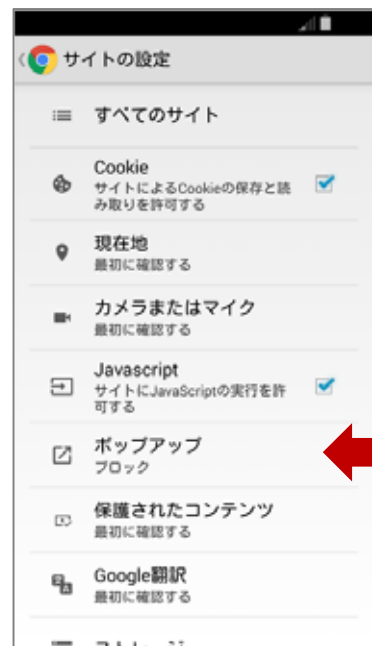 サイトの設定
すべてのサイト
Cookie
サイトによるCookieの保存と読
み取りを許可する
現在地
最初に確認する
カメラまたはマイク
最初に確認する
Javascript
サイトにJavaScriptの実行を許
可する
ポップアップ
ブロック
保護されたコンテンツ
最初に確認する
Google翻訳
最初に確認する